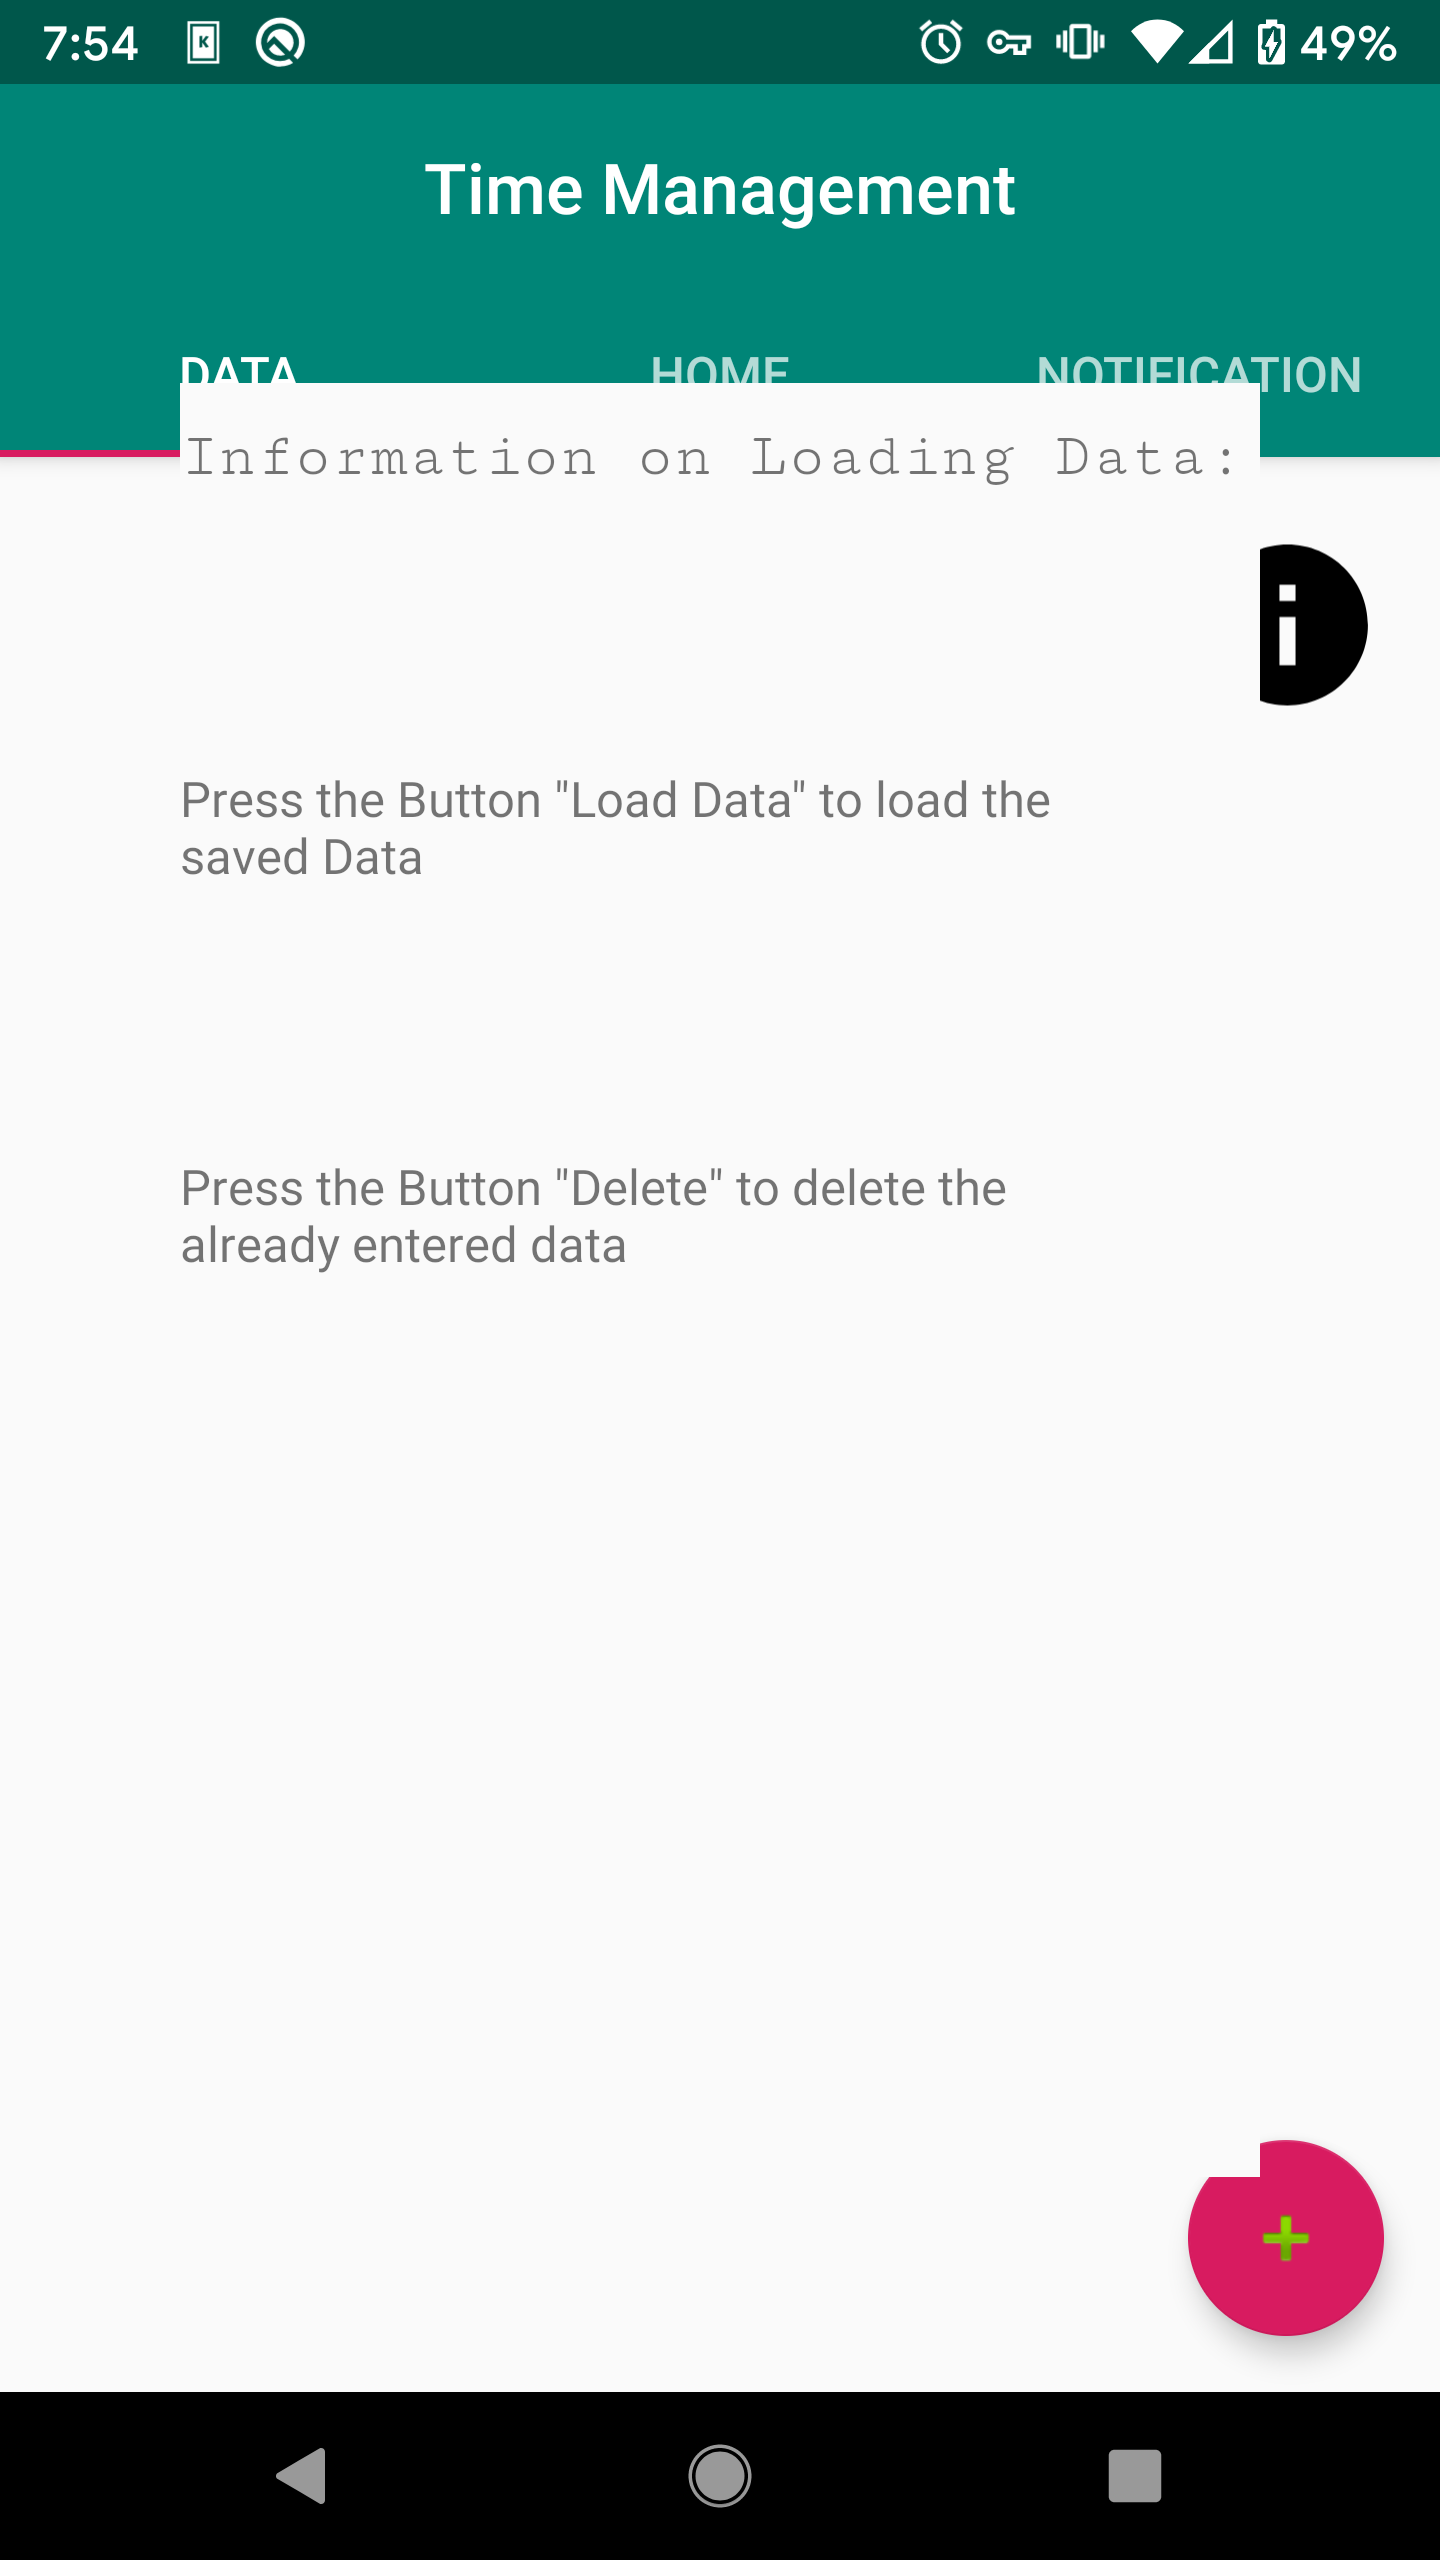 7:54
49%
Time Management
DATA HOME NOTIFICATION
Information on Loading Data:
Press the Button "Load Data" to load the
saved Data
Press the Button "Delete" to delete the
already entered data